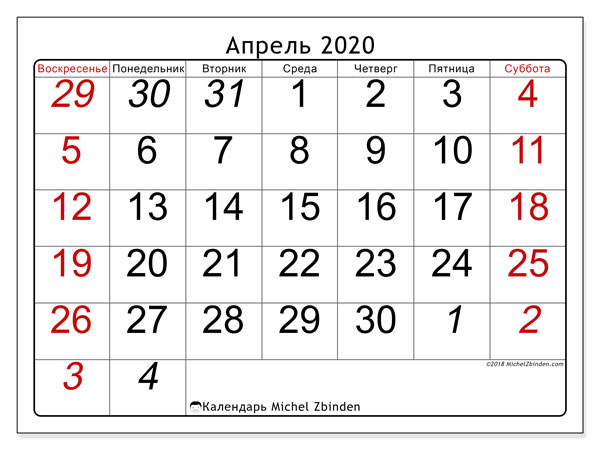 Апрель 2020
Воскресенье Понедельник Вторник Среда Четверг Пятница Суббота
29 30 31 1 2 3 4
5 6 7 8 9 10 11
12 13 14 15 16 17 18
19 20 21 22 23 24 25
26 27 28 29 30 1 2
©2018 MichelZbinden.com
3 4
Календарь Michel Zbinden